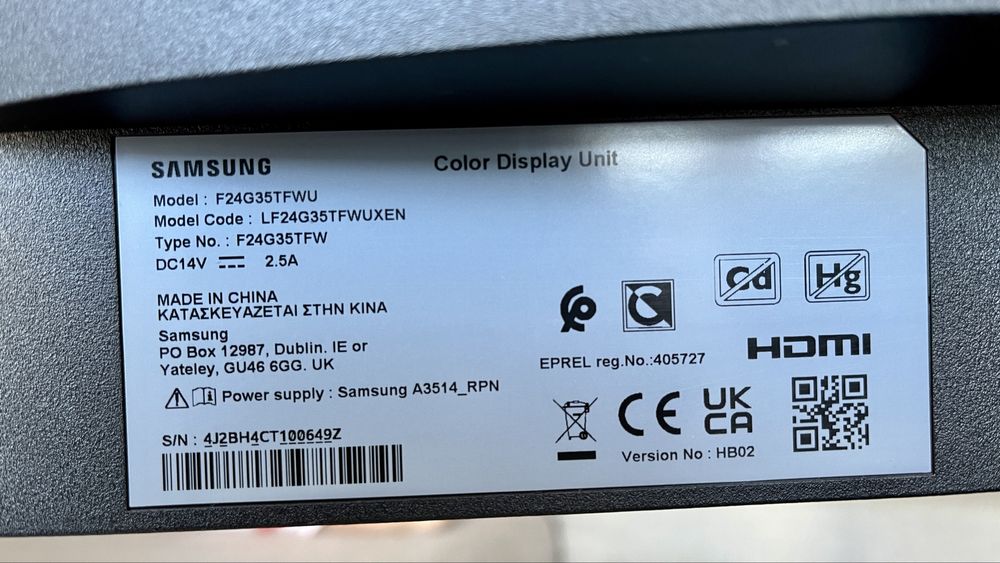 SAMSUNG
Color Display Unit
Model : F24G35TFWU
Model Code : LF24G35TFWUXEN
Type No. : F24G35TFW
DC14V ⎓ 2.5A
MADE IN CHINA
ΚΑΤΑΣΚΕΥΑΖΕΤΑΙ ΣΤΗΝ ΚΙΝΑ
Samsung
PO Box 12987, Dublin. IE or
Yateley, GU46 6GG. UK
Power supply : Samsung A3514_RPN
S/N : 4J2BH4CT100649Z
Cd
Hg
EPREL reg.No.:405727
HDMI
CE
UK
CA
Version No : HB02